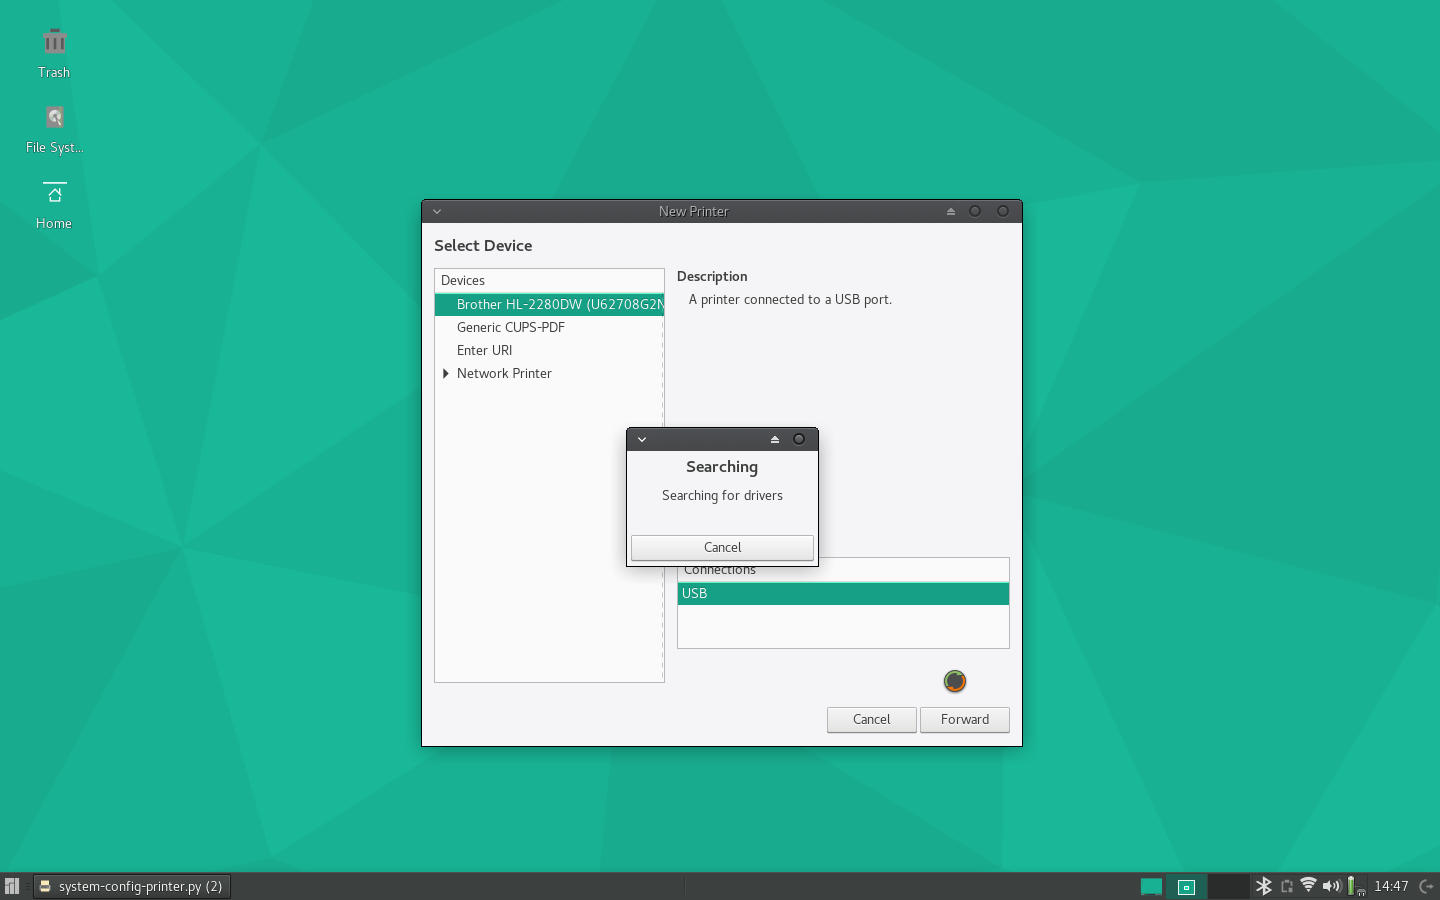 Trash
File Syst...
Home
New Printer
Select Device
Devices
Brother HL-2280DW (U62708G2N
Generic CUPS-PDF
Enter URI
Network Printer
Description
A printer connected to a USB port.
Searching
Searching for drivers
Cancel
Connections
USB
Cancel
Forward
system-config-printer.py (2)
14:47